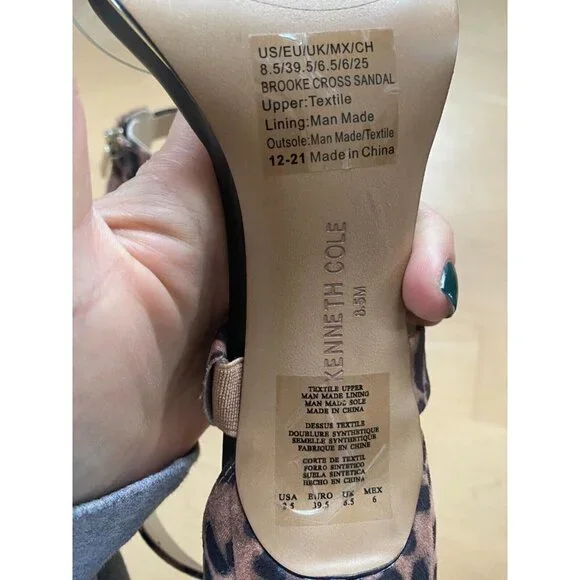 US/EU/UK/MX/CH
8.5/39.5/6.5/6/25
BROOKE CROSS SANDAL
Upper:Textile
Lining:Man Made
Outsole:Man Made/Textile
12-21 Made in China
KENNETH COLE
8.5M
TEXTILE UPPER
MAN MADE LINING
MAN MADE SOLE
MADE IN CHINA
DESSUS TEXTILE
DOUBLURE SYNTHETIQUE
SEMELLE SYNTHETIQUE
FABRIQUE EN CHINE
CORTE DE TEXTIL
FORRO SINTETICO
SUELA SINTETICA
HECHO EN CHINA
USA EURO UK MEX
8.5 39.5 6.5 6